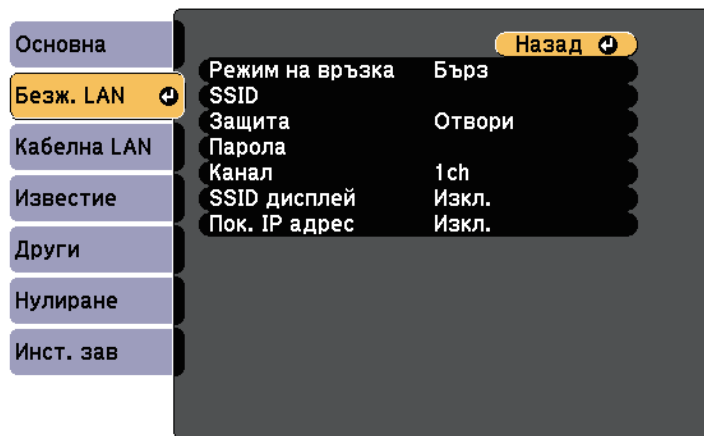 Основна
Безж. LAN
Кабелна LAN
Известие
Други
Нулиране
Инст. зав
Назад
Режим на връзка Бърз
SSID
Защита Отвори
Парола
Канал 1ch
SSID дисплей Изкл.
Пок. IP адрес Изкл.